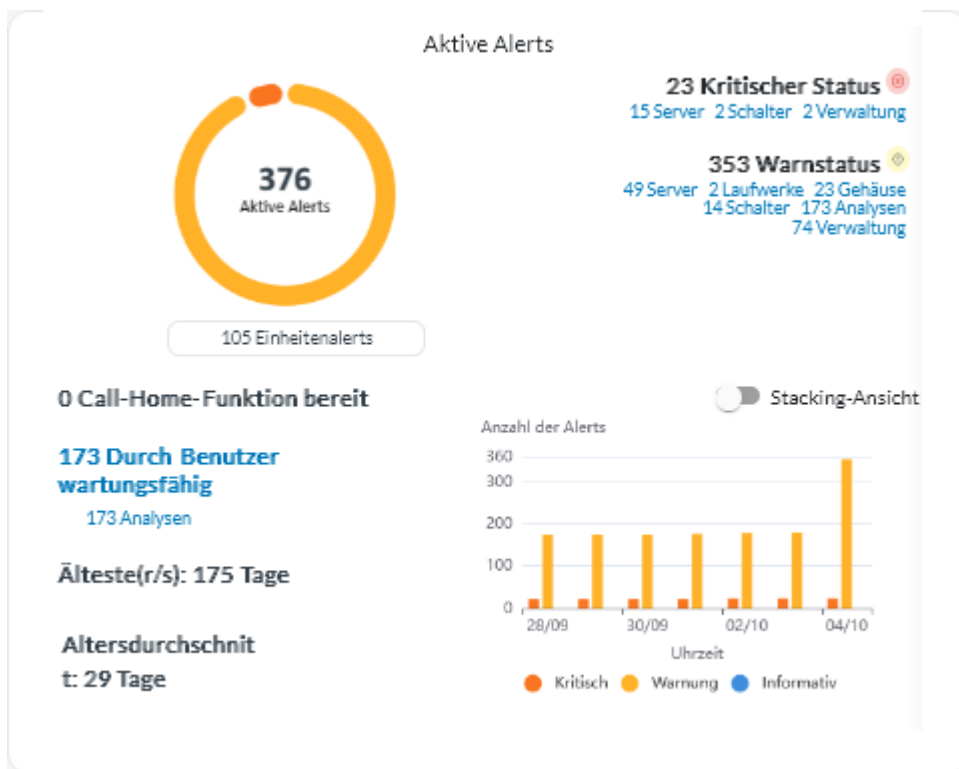 Aktive Alerts
376
Aktive Alerts
105 Einheitenalerts
23 Kritischer Status
15 Server 2 Schalter 2 Verwaltung
353 Warnstatus
49 Server 2 Laufwerke 23 Gehäuse
14 Schalter 173 Analysen
74 Verwaltung
0 Call-Home-Funktion bereit
173 Durch Benutzer
wartungsfähig
173 Analysen
Älteste(r/s): 175 Tage
Altersdurchschnit
t: 29 Tage
Stacking-Ansicht
Anzahl der Alerts
360
300
200
100
0
28/09 30/09 02/10 04/10
Uhrzeit
Kritisch Warnung Informativ